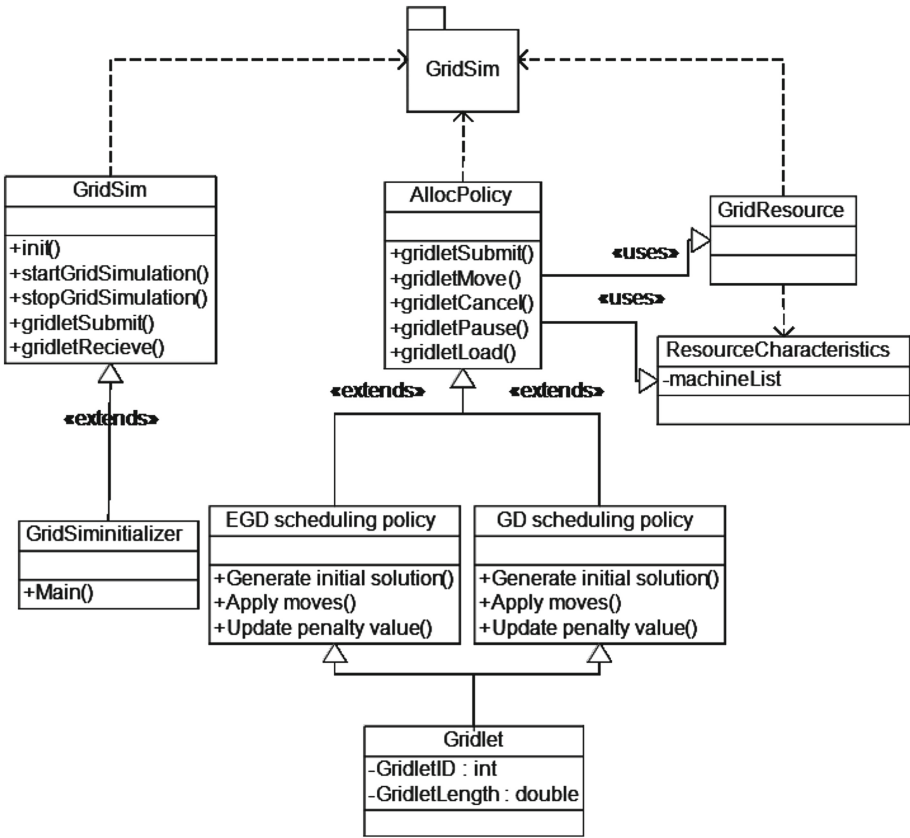 GridSim
GridSim
+init()
+startGridSimulation()
+stopGridSimulation()
+gridletSubmit()
+gridletRecieve()
AllocPolicy
+gridletSubmit()
+gridletMove()
+gridletCancel()
+gridletPause()
+gridletLoad()
«uses»
«uses»
GridResource
ResourceCharacteristics
-machineList
«extends»
«extends»
«extends»
GridSiminitializer
+Main()
EGD scheduling policy
+Generate initial solution()
+Apply moves()
+Update penalty value()
GD scheduling policy
+Generate initial solution()
+Apply moves()
+Update penalty value()
Gridlet
-GridletID : int
-GridletLength : double